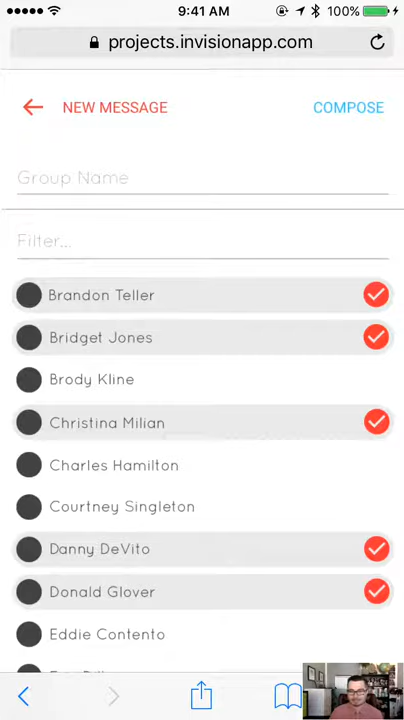 9:41 AM 100%
projects.invisionapp.com
NEW MESSAGE COMPOSE
Group Name
Filter...
Brandon Teller
Bridget Jones
Brody Kline
Christina Milian
Charles Hamilton
Courtney Singleton
Danny DeVito
Donald Glover
Eddie Contento